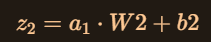 z₂ = a₁ · W2 + b2